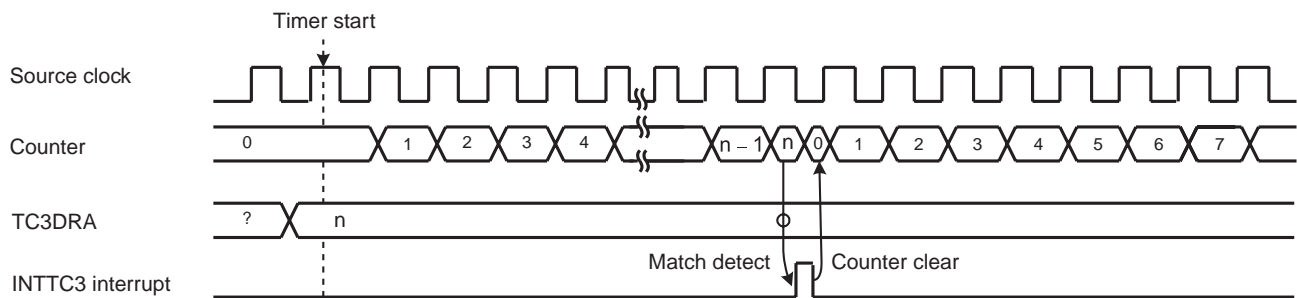 Timer start
Source clock
Counter
0 1 2 3 4 n – 1 n 0 1 2 3 4 5 6 7
TC3DRA
? n
Match detect Counter clear
INTTC3 interrupt